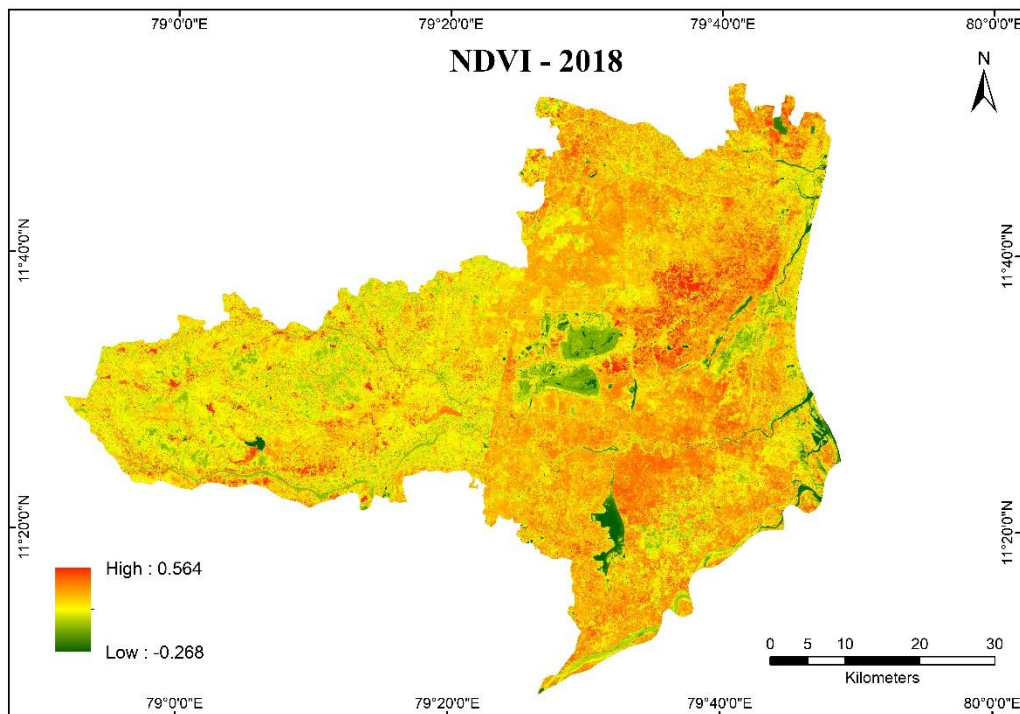 79°0'0"E 79°20'0"E 79°40'0"E 80°0'0"E
NDVI - 2018
N
11°40'0"N 11°40'0"N
11°20'0"N 11°20'0"N
High : 0.564
Low : -0.268
0 5 10 20 30
Kilometers
79°0'0"E 79°20'0"E 79°40'0"E 80°0'0"E